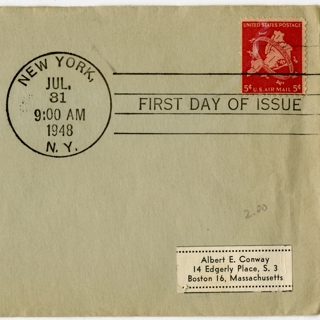 NEW YORK,
JUL.
31
9:00 AM
1948
N. Y.
UNITED STATES POSTAGE
5¢ U.S. AIR MAIL 5¢
FIRST DAY OF ISSUE
2.00
Albert E. Conway
14 Edgerly Place, S. 3
Boston 16, Massachusetts